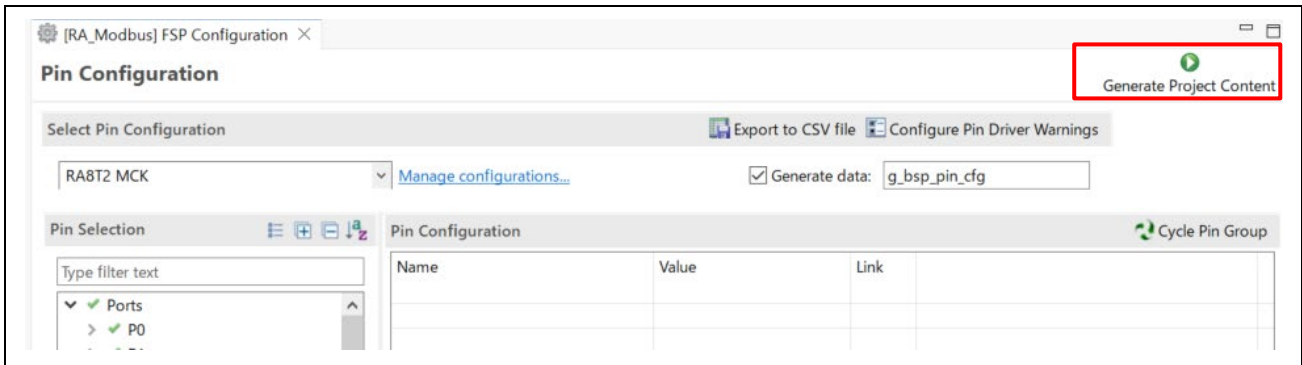 [RA_Modbus] FSP Configuration
Pin Configuration
Generate Project Content
Select Pin Configuration
Export to CSV file
Configure Pin Driver Warnings
RA8T2 MCK
Manage configurations...
Generate data:
g_bsp_pin_cfg
Pin Selection
Pin Configuration
Cycle Pin Group
Type filter text
Name
Value
Link
Ports
P0